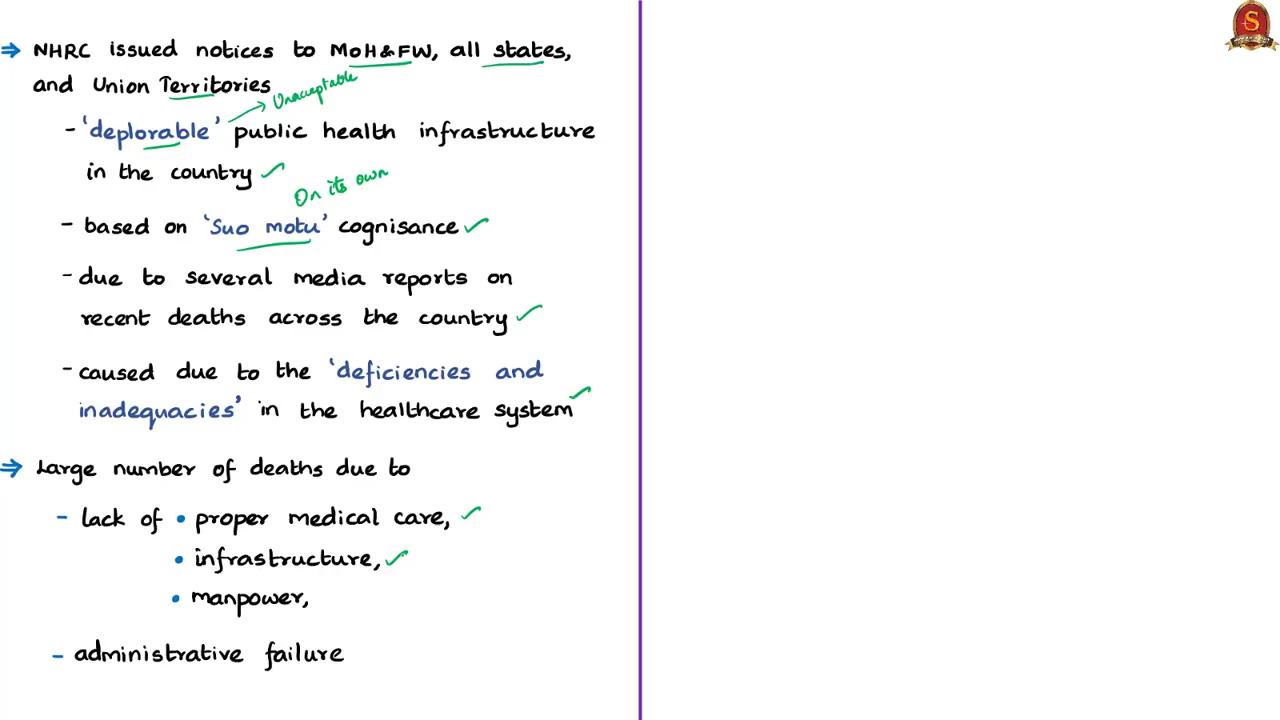 ⇒ NHRC issued notices to MoH&FW, all states,
and Union Territories
Unacceptable
- 'deplorable' public health infrastructure
in the country ✓
On its own
- based on 'Suo motu' cognisance ✓
- due to several media reports on
recent deaths across the country ✓
- caused due to the 'deficiencies and
inadequacies' in the healthcare system ✓
⇒ Large number of deaths due to
- lack of • proper medical care, ✓
• infrastructure, ✓
• manpower,
- administrative failure
S